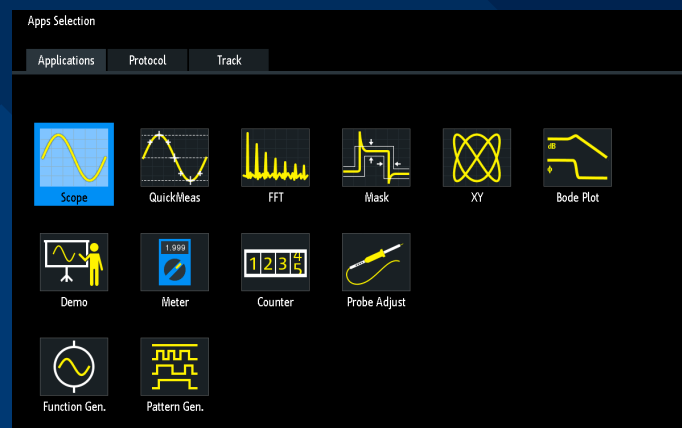 Apps Selection
Applications Protocol Track
Scope QuickMeas FFT Mask XY Bode Plot
dB
ϕ
1.999
1 2 3 4 5
Demo Meter Counter Probe Adjust
Function Gen. Pattern Gen.